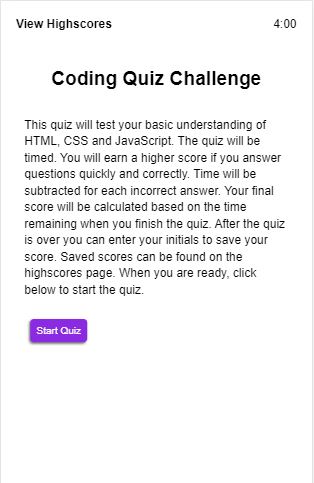 View Highscores 4:00
Coding Quiz Challenge
This quiz will test your basic understanding of
HTML, CSS and JavaScript. The quiz will be
timed. You will earn a higher score if you answer
questions quickly and correctly. Time will be
subtracted for each incorrect answer. Your final
score will be calculated based on the time
remaining when you finish the quiz. After the quiz
is over you can enter your initials to save your
score. Saved scores can be found on the
highscores page. When you are ready, click
below to start the quiz.
Start Quiz